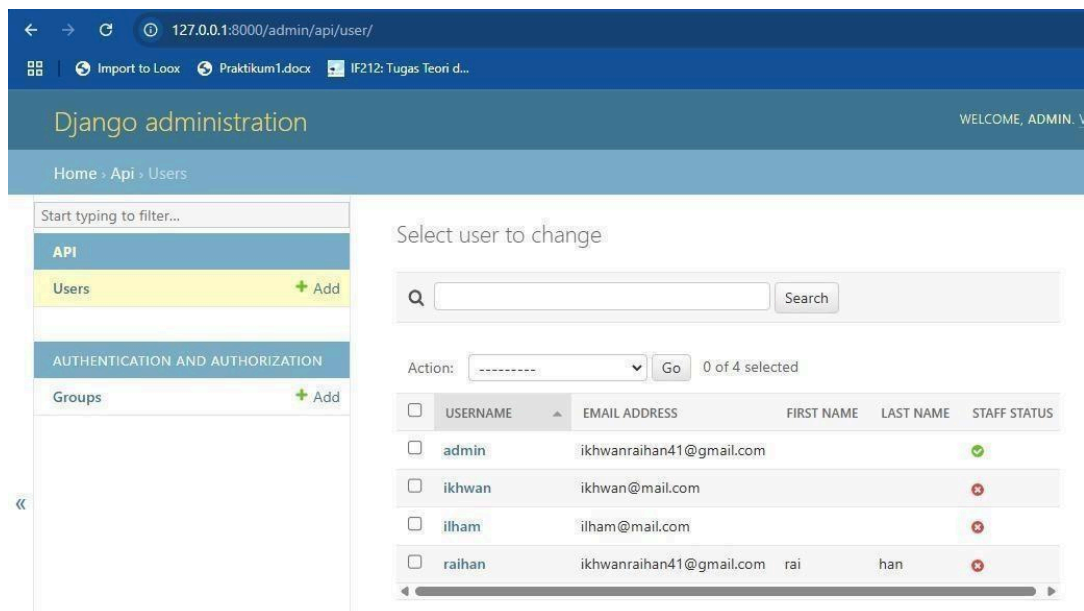 127.0.0.1:8000/admin/api/user/
Import to Loox Praktikum1.docx IF212: Tugas Teori d...
Django administration
WELCOME, ADMIN. V
Home › Api › Users
Start typing to filter...
API
Users + Add
AUTHENTICATION AND AUTHORIZATION
Groups + Add
«
Select user to change
Search
Action: --------- Go 0 of 4 selected
USERNAME EMAIL ADDRESS FIRST NAME LAST NAME STAFF STATUS
admin ikhwanraihan41@gmail.com
ikhwan ikhwan@mail.com
ilham ilham@mail.com
raihan ikhwanraihan41@gmail.com rai han